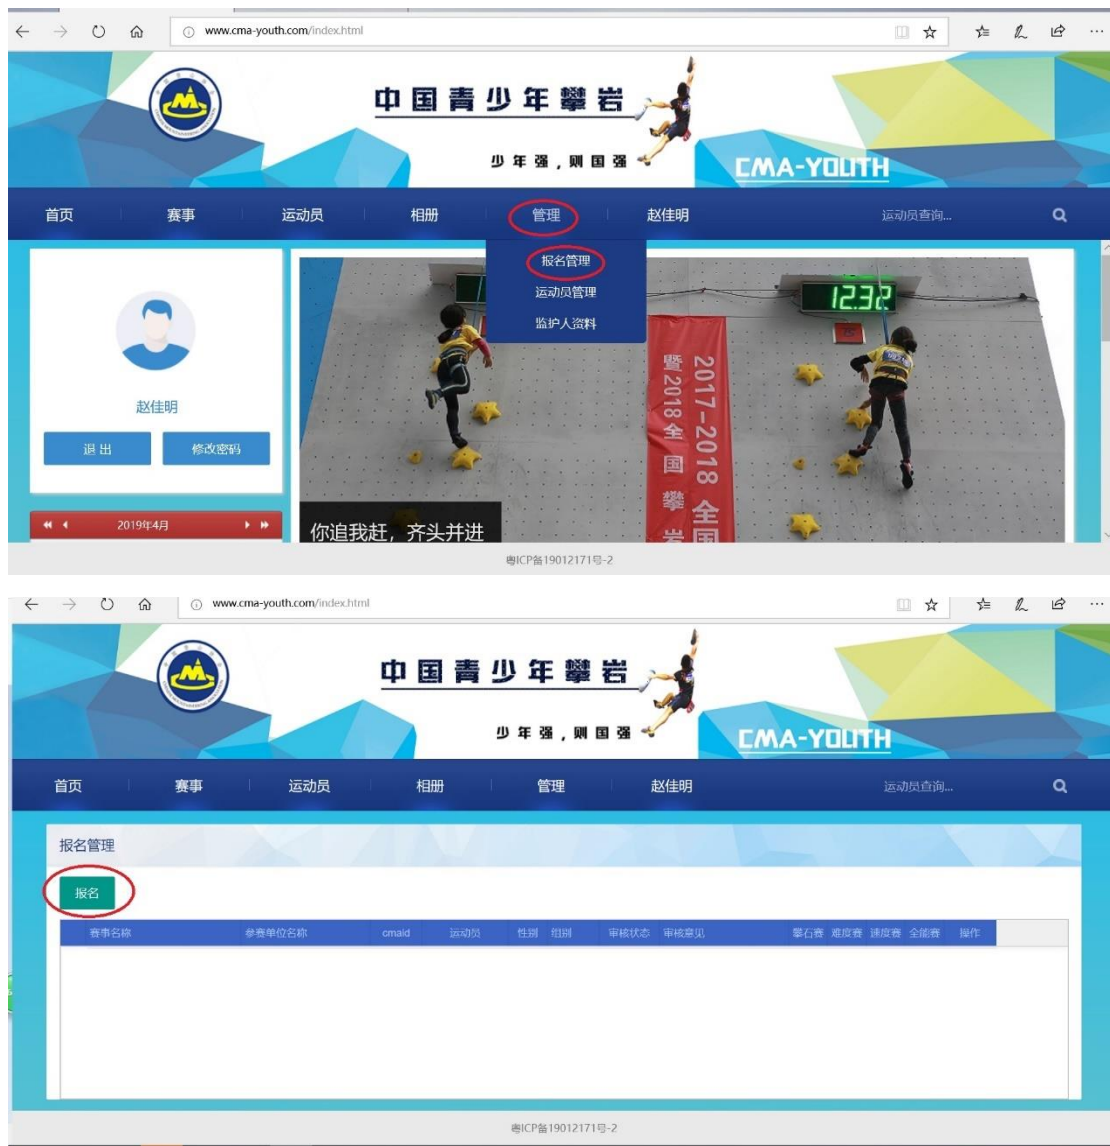 www.cma-youth.com/index.html
中国青少年攀岩
少年强，则国强
CMA-YOUTH
首页 赛事 运动员 相册 管理 赵佳明 运动员查询...
报名管理
运动员管理
监护人资料
12.32
赵佳明
退出 修改密码
2019年4月
你追我赶，齐头并进
2017-2018全国
暨2018全国攀岩
粤ICP备19012171号-2
www.cma-youth.com/index.html
中国青少年攀岩
少年强，则国强
CMA-YOUTH
首页 赛事 运动员 相册 管理 赵佳明 运动员查询...
报名管理
报名
赛事名称 参赛单位名称 cmaid 运动员 性别 组别 审核状态 审核意见 攀石赛 难度赛 速度赛 全能赛 操作
粤ICP备19012171号-2